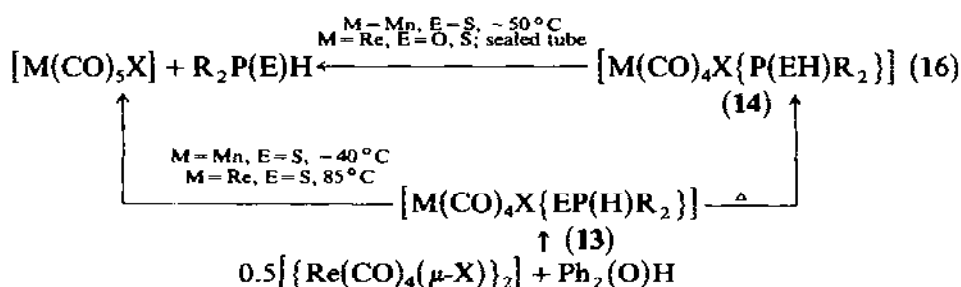 M=Mn, E=S, ~50°C
M=Re, E=O, S; sealed tube
[M(CO)₅X] + R₂P(E)H ← [M(CO)₄X{P(EH)R₂}] (16)
(14)
M=Mn, E=S, ~40°C
M=Re, E=S, 85°C
[M(CO)₄X{EP(H)R₂}] △
↑ (13)
0.5[{Re(CO)₄(μ-X)}₂] + Ph₂(O)H